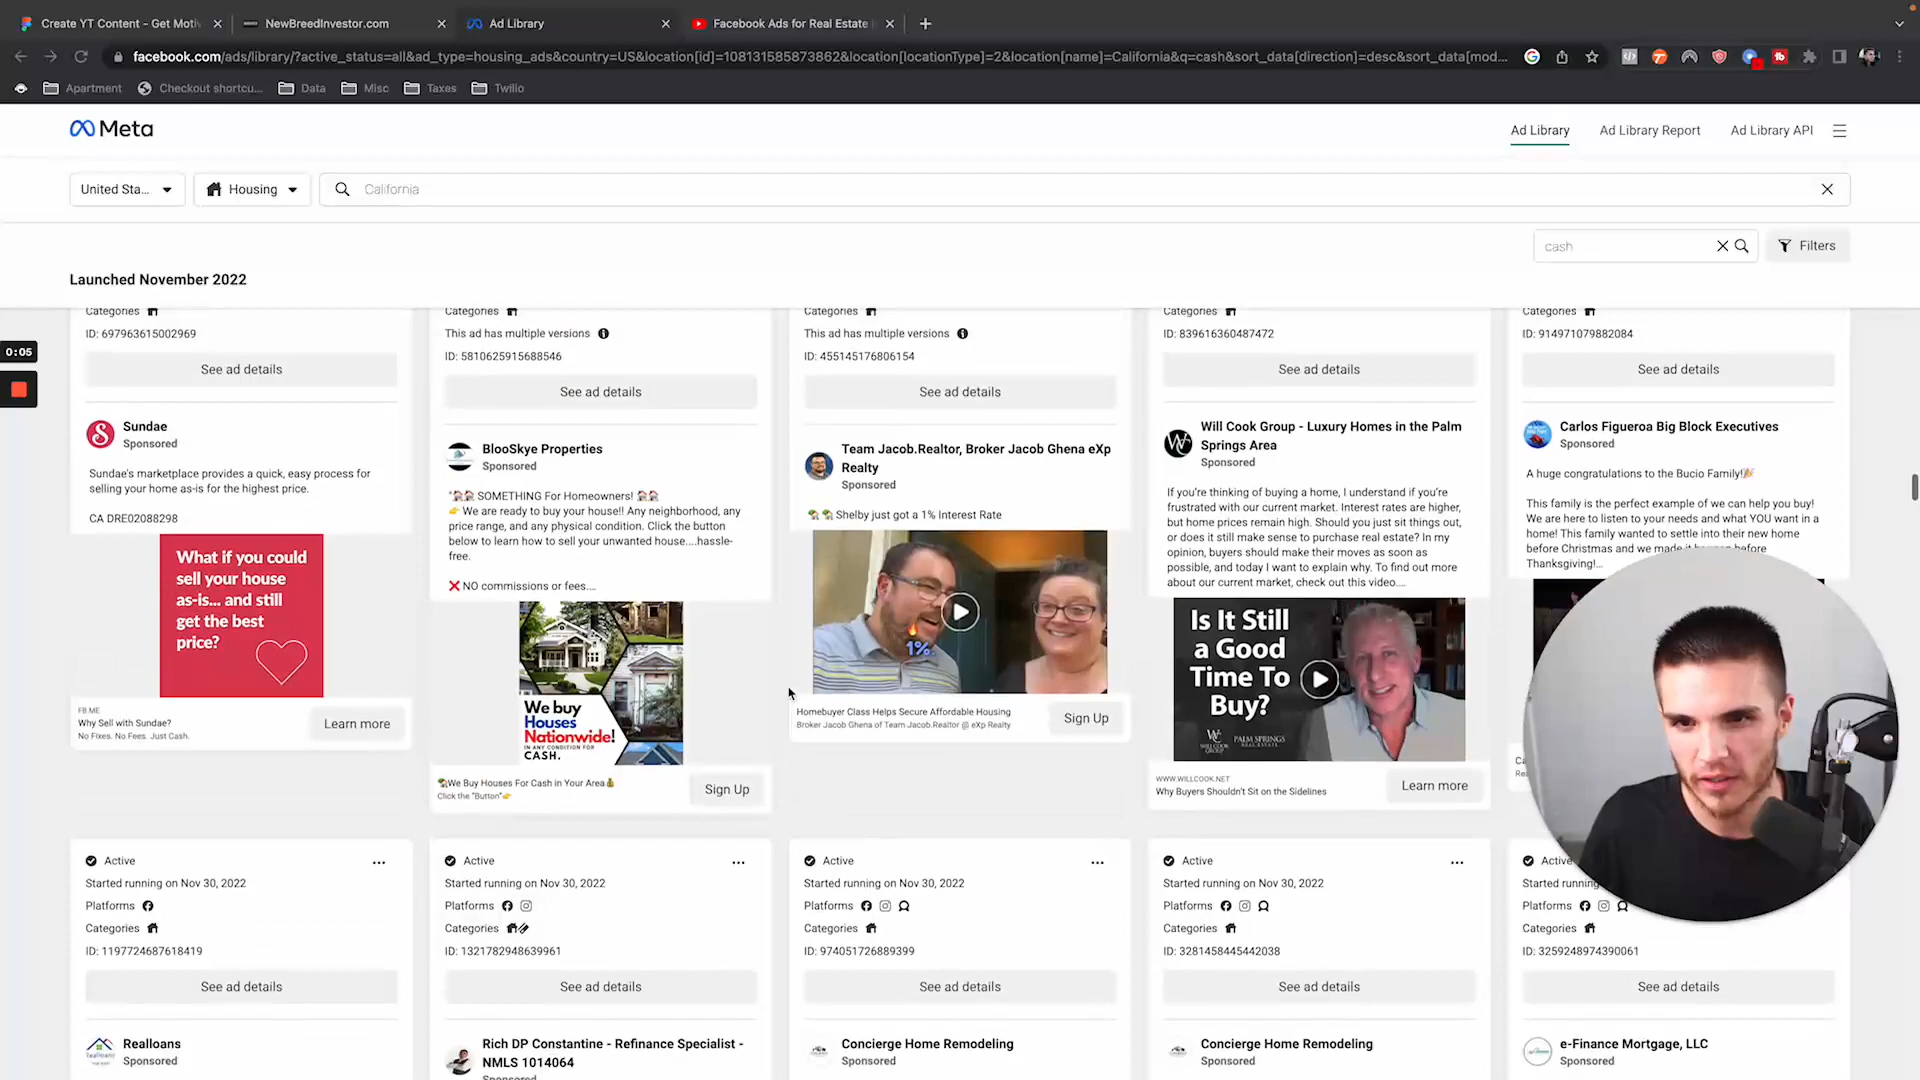 Create YT Content - Get Moti
NewBreedInvestor.com
Ad Library
Facebook Ads for Real Estate
facebook.com/ads/library/?active_status=all&ad_type=housing_ads&country=US&location[id]=108131585873862&location[locationType]=2&location[name]=California&q=cash&sort_data[direction]=desc&sort_data[mod...
Apartment
Checkout shortcu...
Data
Misc
Taxes
Twilio
Meta
Ad Library
Ad Library Report
Ad Library API
United Sta...
Housing
California
cash
Filters
Launched November 2022
0:05
Categories
ID: 697963615002969
See ad details
Sundae
Sponsored
Sundae's marketplace provides a quick, easy process for
selling your home as-is for the highest price.
CA DRE02088298
What if you could
sell your house
as-is... and still
get the best
price?
FB.ME
Why Sell with Sundae?
No Fixes. No Fees. Just Cash.
Learn more
Categories
This ad has multiple versions
ID: 5810625915688546
See ad details
BlooSkye Properties
Sponsored
"🏠🏠 SOMETHING For Homeowners! 🏠🏠
👉 We are ready to buy your house!! Any neighborhood, any
price range, and any physical condition. Click the button
below to learn how to sell your unwanted house....hassle-
free.
❌ NO commissions or fees....
We buy
Houses
Nationwide!
IN ANY CONDITION FOR
CASH.
🏡We Buy Houses For Cash in Your Area💰
Click the "Button"👉
Sign Up
Categories
This ad has multiple versions
ID: 455145176806154
See ad details
Team Jacob.Realtor, Broker Jacob Ghena eXp
Realty
Sponsored
🏡 🏡 Shelby just got a 1% Interest Rate
🔥
1%
Homebuyer Class Helps Secure Affordable Housing
Broker Jacob Ghena of Team Jacob.Realtor @ eXp Realty
Sign Up
Categories
ID: 839616360487472
See ad details
Will Cook Group - Luxury Homes in the Palm
Springs Area
Sponsored
If you're thinking of buying a home, I understand if you're
frustrated with our current market. Interest rates are higher,
but home prices remain high. Should you just sit things out,
or does it still make sense to purchase real estate? In my
opinion, buyers should make their moves as soon as
possible, and today I want to explain why. To find out more
about our current market, check out this video....
Is It Still
a Good
Time To
Buy?
WILL COOK
GROUP
PALM SPRINGS
REAL ESTATE
WWW.WILLCOOK.NET
Why Buyers Shouldn't Sit on the Sidelines
Learn more
Categories
ID: 914971079882084
See ad details
Carlos Figueroa Big Block Executives
Sponsored
A huge congratulations to the Bucio Family!🎉
This family is the perfect example of we can help you buy!
We are here to listen to your needs and what YOU want in a
home! This family wanted to settle into their new home
before Christmas and we made it before
Thanksgiving!...
Active
Started running on Nov 30, 2022
Platforms
Categories
ID: 1197724687618419
See ad details
Realloans
Sponsored
Active
Started running on Nov 30, 2022
Platforms
Categories
ID: 1321782948639961
See ad details
Rich DP Constantine - Refinance Specialist -
NMLS 1014064
Sponsored
Active
Started running on Nov 30, 2022
Platforms
Categories
ID: 974051726889399
See ad details
Concierge Home Remodeling
Sponsored
Active
Started running on Nov 30, 2022
Platforms
Categories
ID: 3281458445442038
See ad details
Concierge Home Remodeling
Sponsored
Active
Started running
Platforms
Categories
ID: 3259248974390061
See ad details
e-Finance Mortgage, LLC
Sponsored